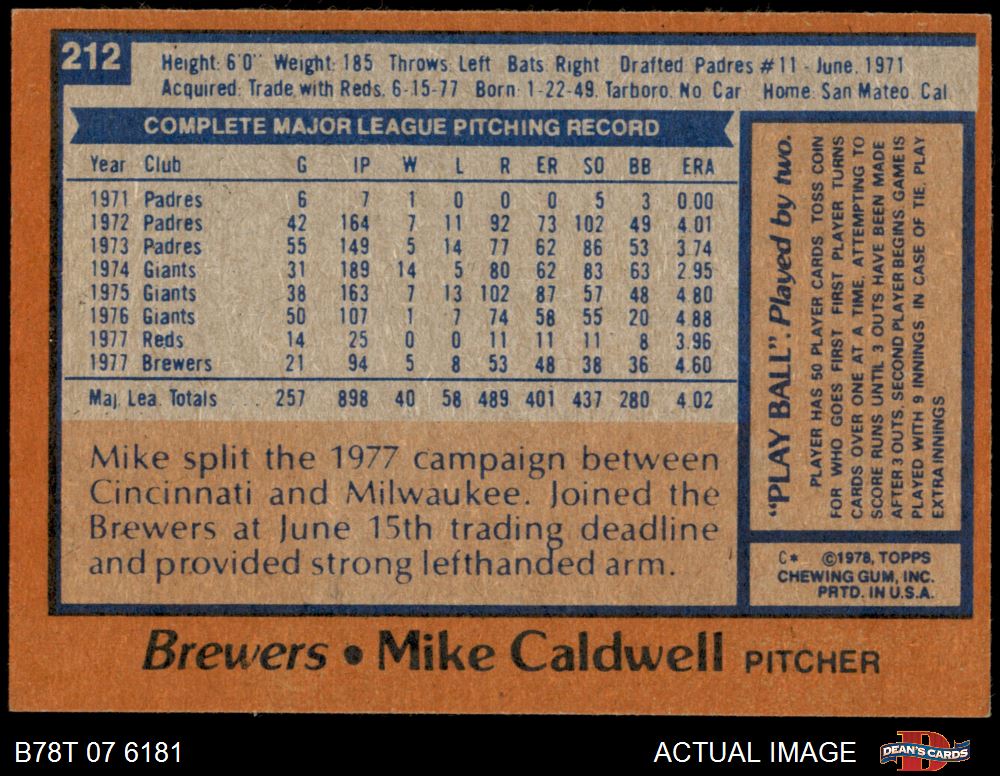 212
Height: 6'0" Weight: 185 Throws: Left Bats: Right Drafted Padres #11 - June, 1971
Acquired: Trade with Reds, 6-15-77 Born: 1-22-49, Tarboro, No. Car. Home: San Mateo, Cal.
COMPLETE MAJOR LEAGUE PITCHING RECORD
Year Club G IP W L R ER SO BB ERA
1971 Padres 6 7 1 0 0 0 5 3 0.00
1972 Padres 42 164 7 11 92 73 102 49 4.01
1973 Padres 55 149 5 14 77 62 86 53 3.74
1974 Giants 31 189 14 5 80 62 83 63 2.95
1975 Giants 38 163 7 13 102 87 57 48 4.80
1976 Giants 50 107 1 7 74 58 55 20 4.88
1977 Reds 14 25 0 0 11 11 11 8 3.96
1977 Brewers 21 94 5 8 53 48 38 36 4.60
Maj. Lea. Totals 257 898 40 58 489 401 437 280 4.02
Mike split the 1977 campaign between
Cincinnati and Milwaukee. Joined the
Brewers at June 15th trading deadline
and provided strong lefthanded arm.
"PLAY BALL". Played by two.
PLAYER HAS 50 PLAYER CARDS. TOSS COIN
FOR WHO GOES FIRST. FIRST PLAYER TURNS
CARDS OVER ONE AT A TIME, ATTEMPTING TO
SCORE RUNS UNTIL 3 OUTS HAVE BEEN MADE
AFTER 3 OUTS, SECOND PLAYER BEGINS. GAME IS
PLAYED WITH 9 INNINGS. IN CASE OF TIE, PLAY
EXTRA INNINGS
C* ©1978, TOPPS
CHEWING GUM, INC.
PRTD. IN U.S.A.
Brewers • Mike Caldwell PITCHER
B78T 07 6181
ACTUAL IMAGE
DEAN'S CARDS